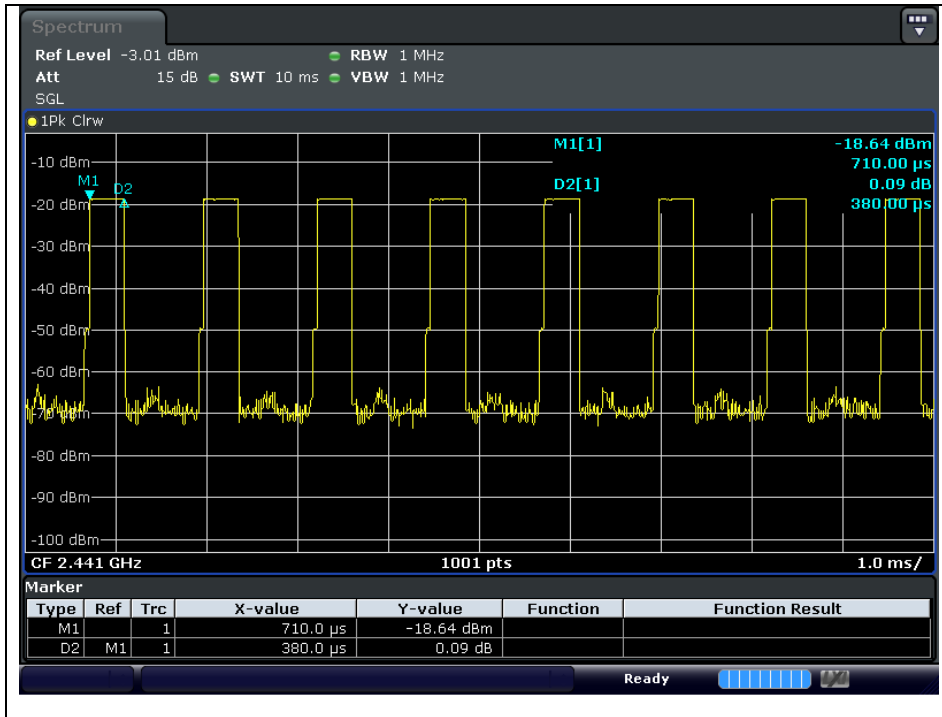 Spectrum
Ref Level -3.01 dBm RBW 1 MHz
Att 15 dB SWT 10 ms VBW 1 MHz
SGL
1Pk Clrw
M1[1] -18.64 dBm
710.00 µs
D2[1] 0.09 dB
380.00 µs
-10 dBm
M1
D2
-20 dBm
-30 dBm
-40 dBm
-50 dBm
-60 dBm
-70 dBm
-80 dBm
-90 dBm
-100 dBm
CF 2.441 GHz 1001 pts 1.0 ms/
Marker
Type Ref Trc X-value Y-value Function Function Result
M1 1 710.0 µs -18.64 dBm
D2 M1 1 380.0 µs 0.09 dB
Ready